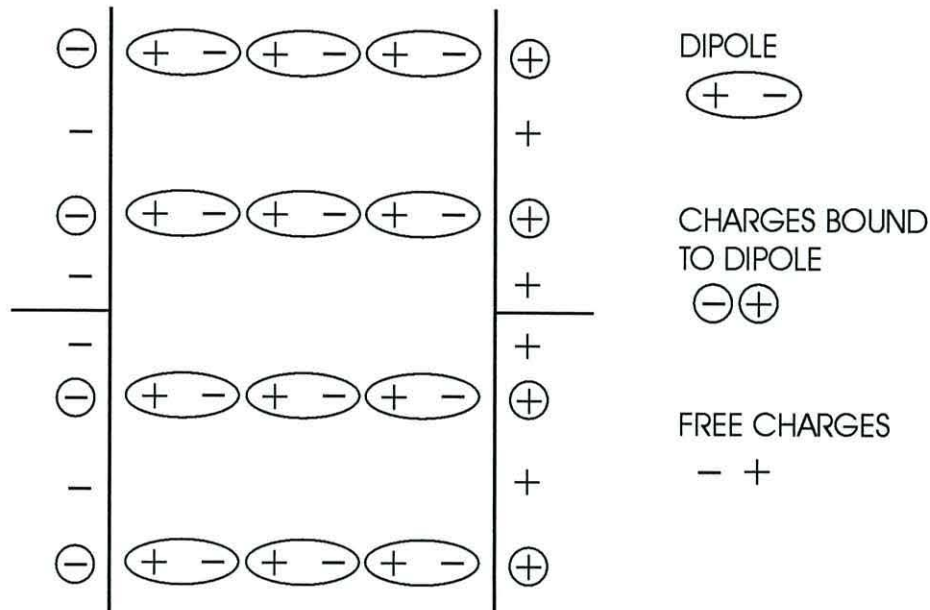 DIPOLE
+ −
CHARGES BOUND
TO DIPOLE
− +
FREE CHARGES
− +
− + − + − + − +
− +
− + − + − + − +
− +
− +
− + − + − + − +
− +
− + − + − + − +